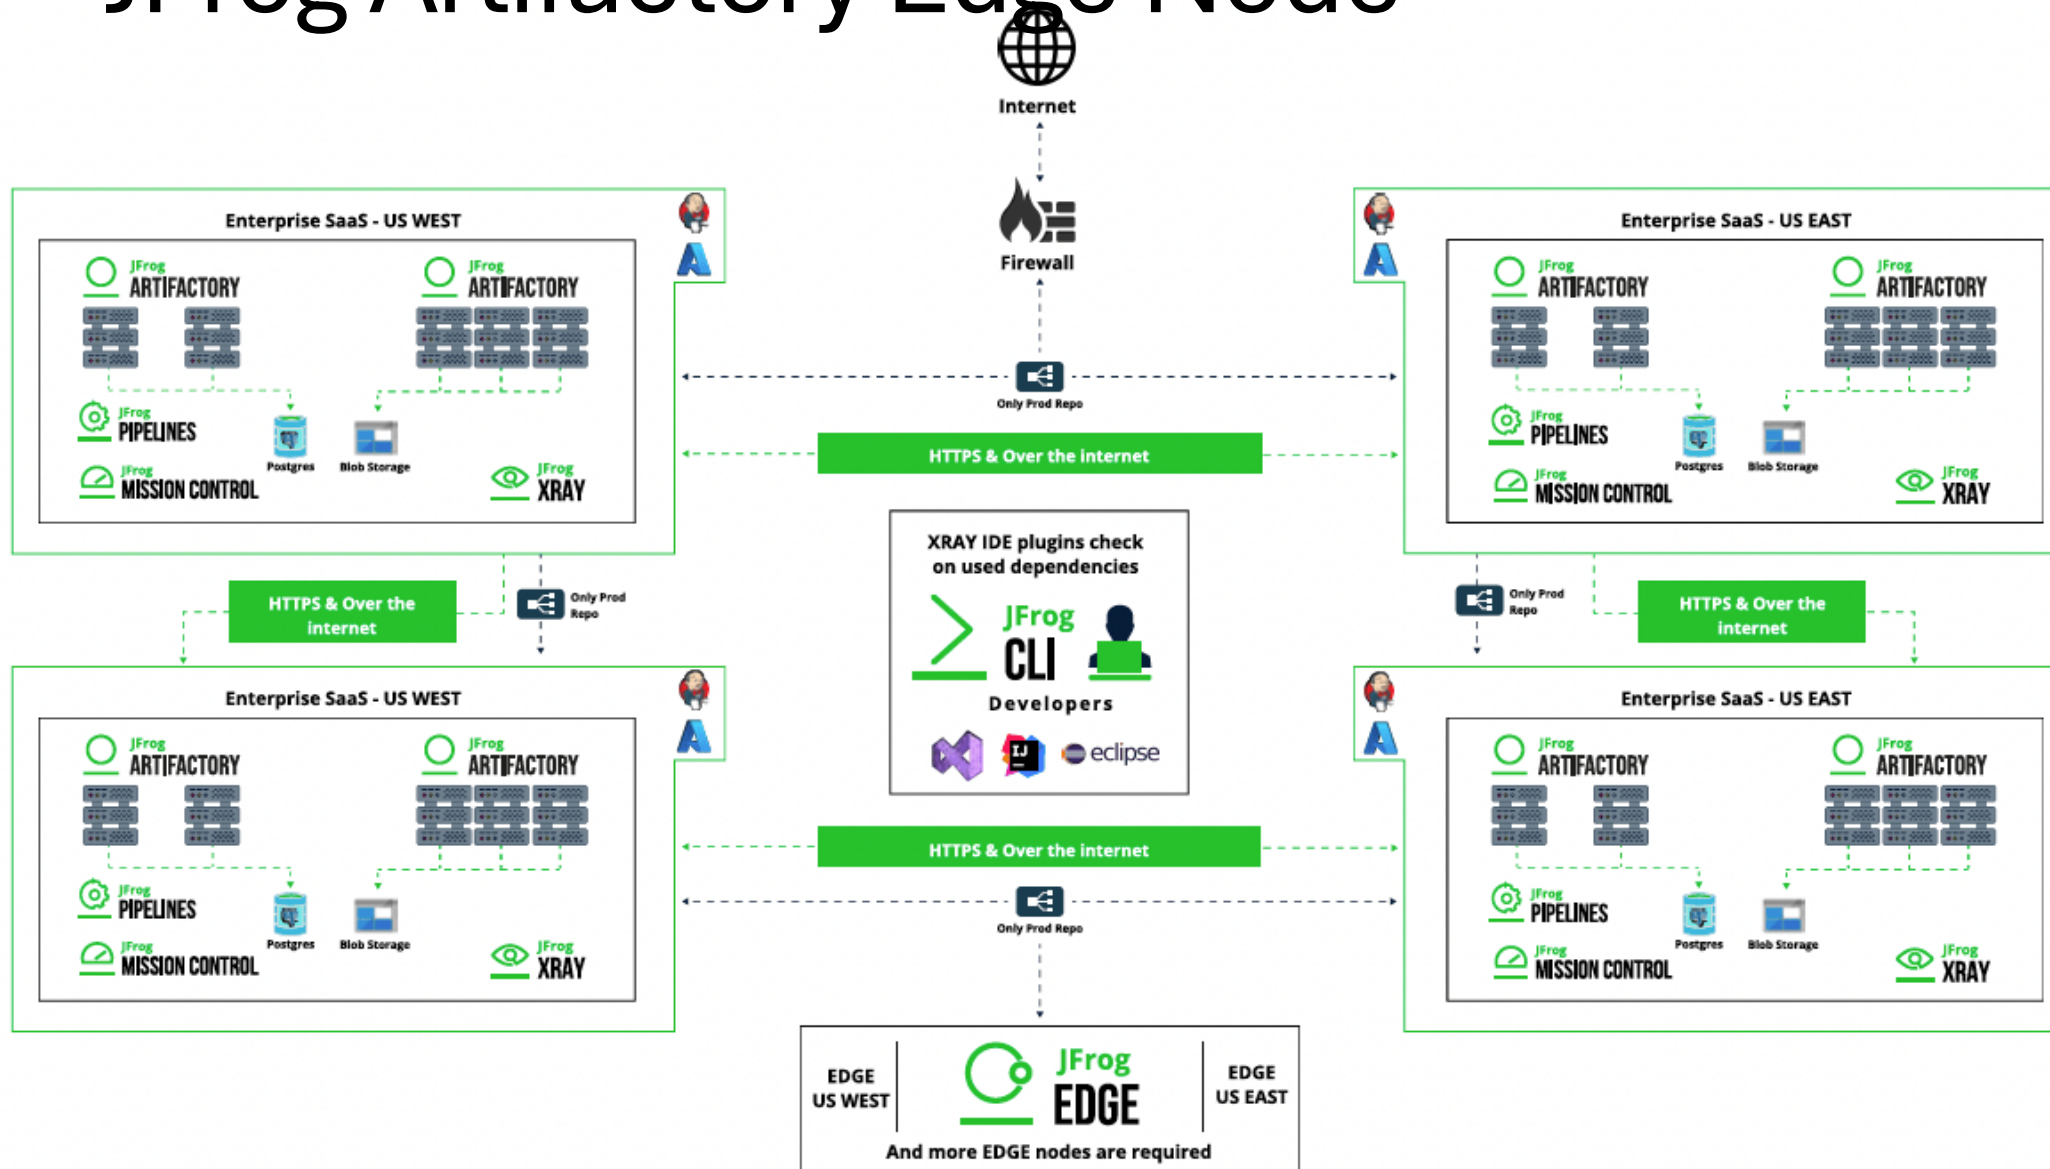 JFrog Artifactory Edge Node
Internet
Firewall
Enterprise SaaS - US WEST
JFrog
ARTIFACTORY
JFrog
ARTIFACTORY
JFrog
PIPELINES
Postgres
Blob Storage
JFrog
MISSION CONTROL
JFrog
XRAY
Only Prod Repo
HTTPS & Over the internet
Enterprise SaaS - US EAST
JFrog
ARTIFACTORY
JFrog
ARTIFACTORY
JFrog
PIPELINES
Postgres
Blob Storage
JFrog
MISSION CONTROL
JFrog
XRAY
HTTPS & Over the
internet
Only Prod
Repo
XRAY IDE plugins check
on used dependencies
JFrog
CLI
Developers
IJ
eclipse
Only Prod
Repo
HTTPS & Over the
internet
Enterprise SaaS - US WEST
JFrog
ARTIFACTORY
JFrog
ARTIFACTORY
JFrog
PIPELINES
Postgres
Blob Storage
JFrog
MISSION CONTROL
JFrog
XRAY
HTTPS & Over the internet
Only Prod Repo
Enterprise SaaS - US EAST
JFrog
ARTIFACTORY
JFrog
ARTIFACTORY
JFrog
PIPELINES
Postgres
Blob Storage
JFrog
MISSION CONTROL
JFrog
XRAY
EDGE
US WEST
JFrog
EDGE
EDGE
US EAST
And more EDGE nodes are required